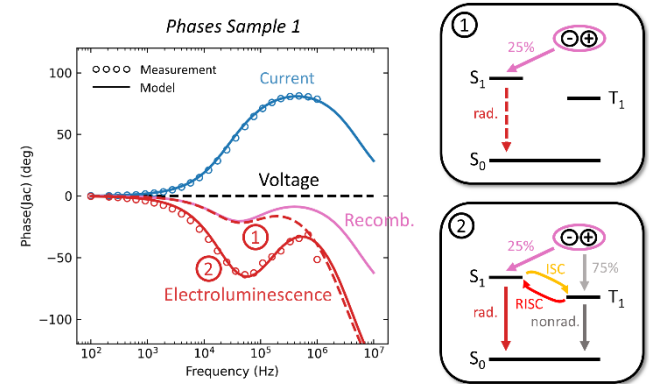 Phases Sample 1
Measurement
Model
Current
Voltage
Recomb.
1
2
Electroluminescence
100
50
0
−50
−100
Phase(Jac) (deg)
10²
10³
10⁴
10⁵
10⁶
10⁷
Frequency (Hz)
1
− +
25%
S₁
T₁
rad.
S₀
2
− +
25%
75%
ISC
S₁
T₁
RISC
rad.
nonrad.
S₀